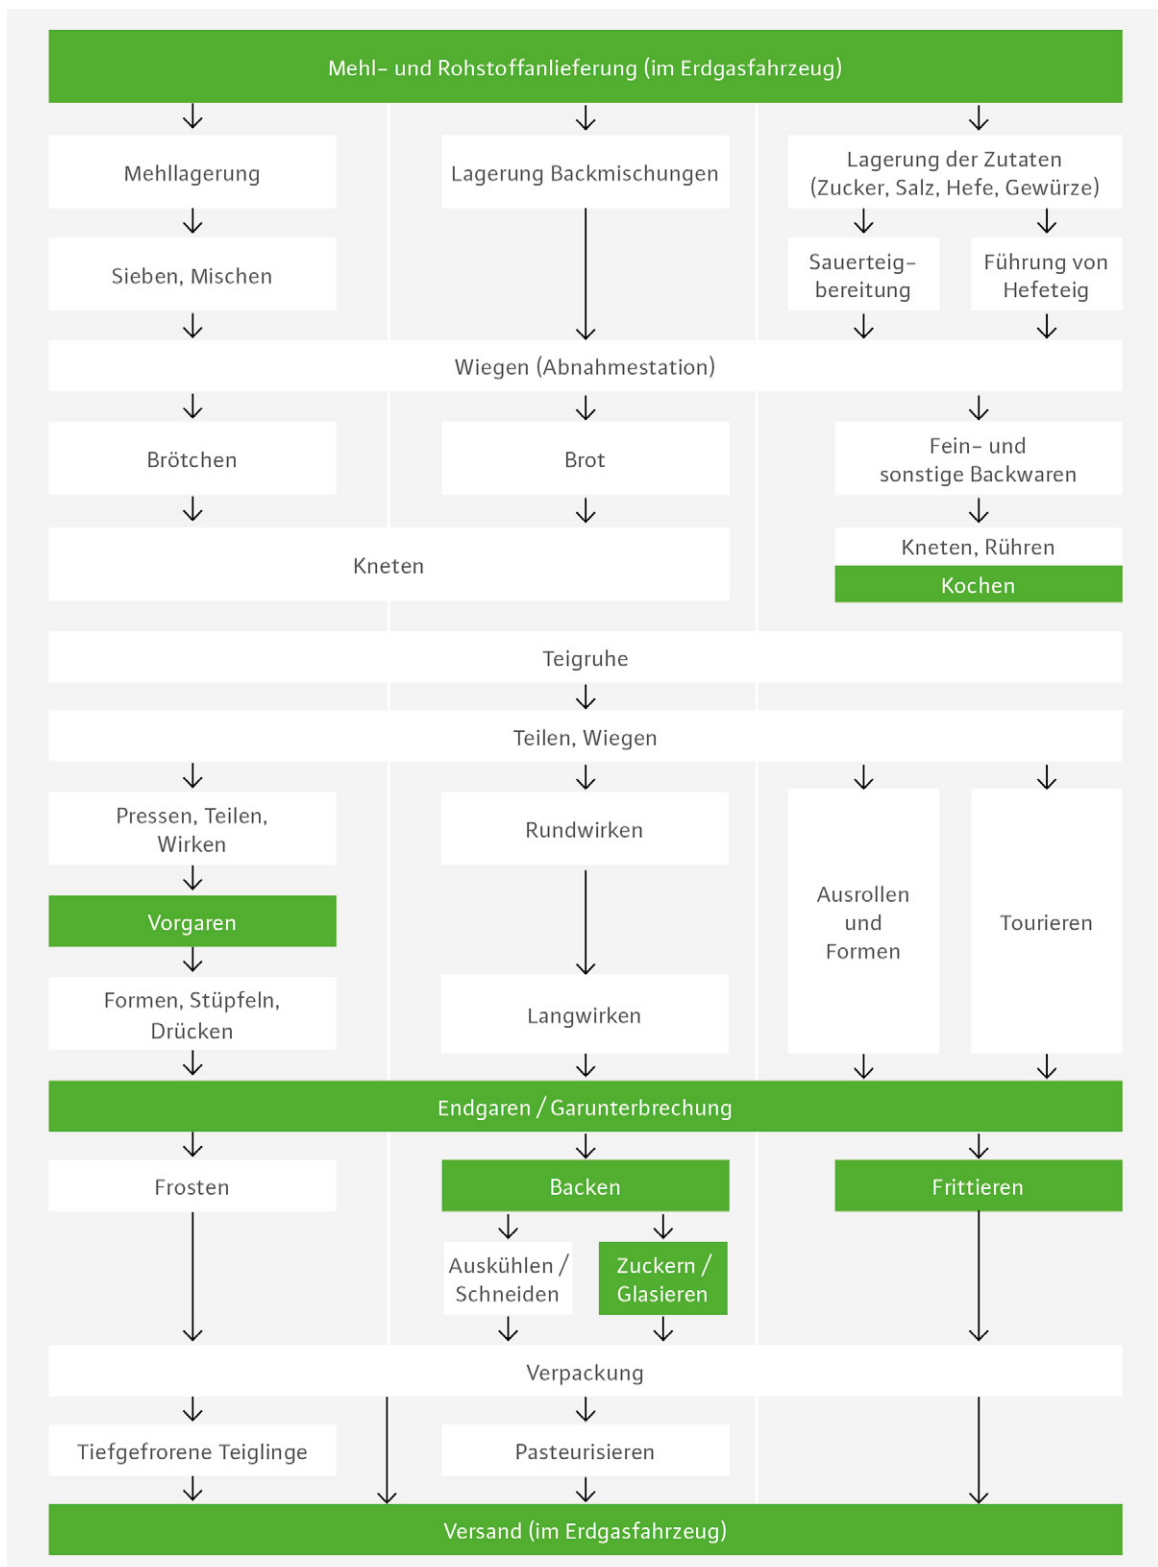 Mehl- und Rohstoffanlieferung (im Erdgasfahrzeug)
Mehllagerung
Lagerung Backmischungen
Lagerung der Zutaten
(Zucker, Salz, Hefe, Gewürze)
Sieben, Mischen
Sauerteig-
bereitung
Führung von
Hefeteig
Wiegen (Abnahmestation)
Brötchen
Brot
Fein- und
sonstige Backwaren
Kneten
Kneten, Rühren
Kochen
Teigruhe
Teilen, Wiegen
Pressen, Teilen,
Wirken
Rundwirken
Ausrollen
und
Formen
Tourieren
Vorgaren
Formen, Stüpfeln,
Drücken
Langwirken
Endgaren / Garunterbrechung
Frosten
Backen
Frittieren
Auskühlen /
Schneiden
Zuckern /
Glasieren
Verpackung
Tiefgefrorene Teiglinge
Pasteurisieren
Versand (im Erdgasfahrzeug)